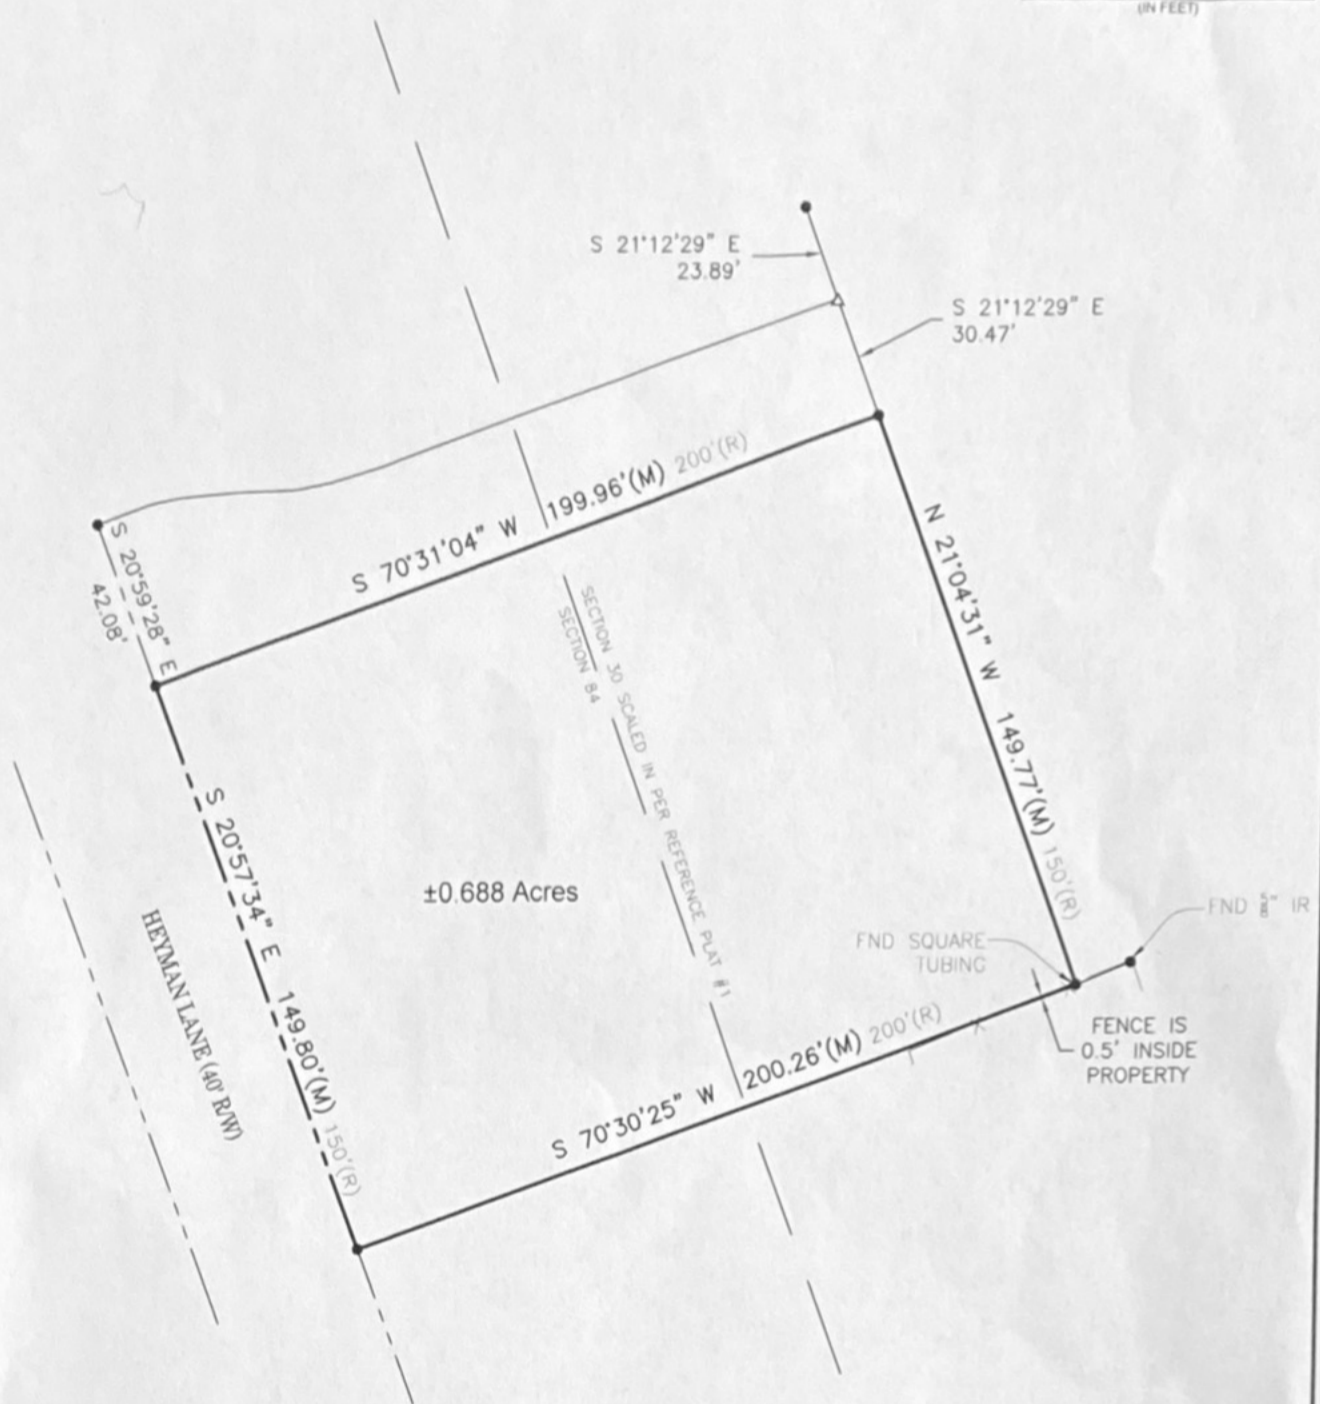 (IN FEET)
S 21°12'29" E
23.89'
S 21°12'29" E
30.47'
S 70°31'04" W 199.96'(M) 200'(R)
S 20°59'28" E
42.08'
N 21°04'31" W 149.77'(M) 150'(R)
SECTION 30 SCALED IN PER REFERENCE PLAT #1
SECTION 84
S 20°57'34" E 149.80'(M) 150'(R)
±0.688 Acres
HEYMAN LANE (40' R/W)
FND 5/8" IR
FND SQUARE
TUBING
FENCE IS
0.5' INSIDE
PROPERTY
S 70°30'25" W 200.26'(M) 200'(R)